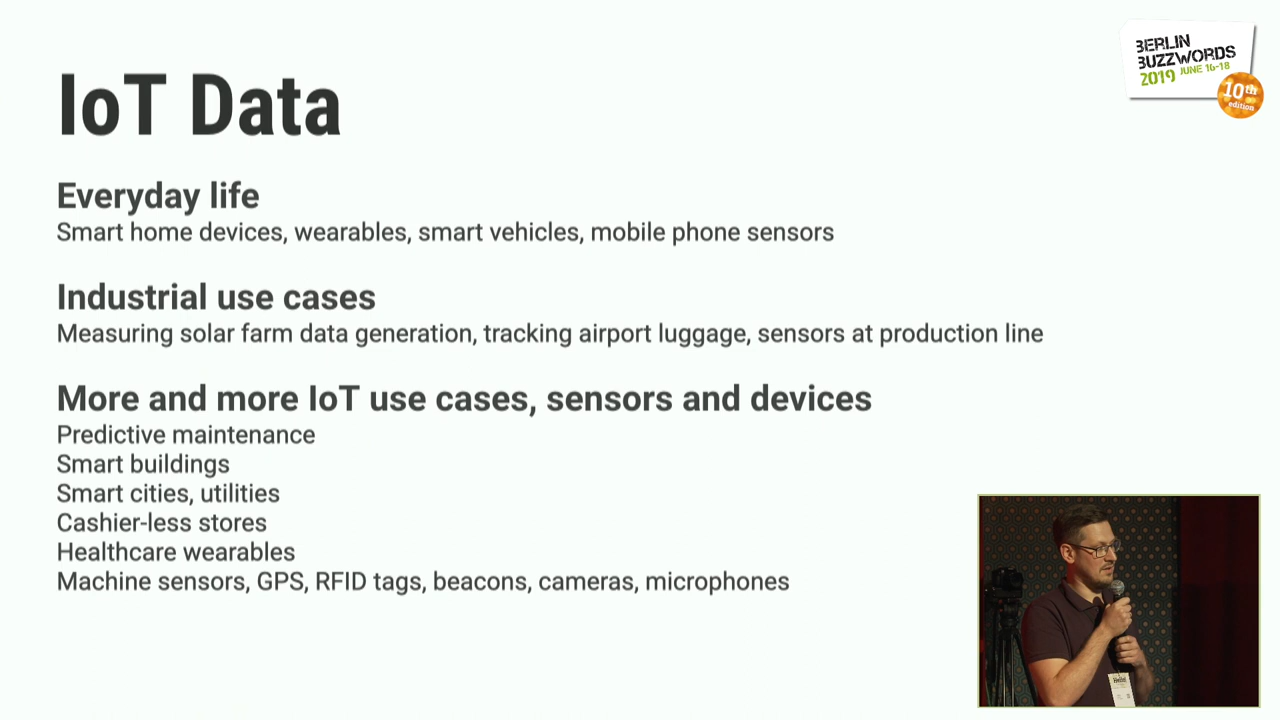 BERLIN
BUZZWORDS
2019 JUNE 16-18
10th
edition
IoT Data
Everyday life
Smart home devices, wearables, smart vehicles, mobile phone sensors
Industrial use cases
Measuring solar farm data generation, tracking airport luggage, sensors at production line
More and more IoT use cases, sensors and devices
Predictive maintenance
Smart buildings
Smart cities, utilities
Cashier-less stores
Healthcare wearables
Machine sensors, GPS, RFID tags, beacons, cameras, microphones